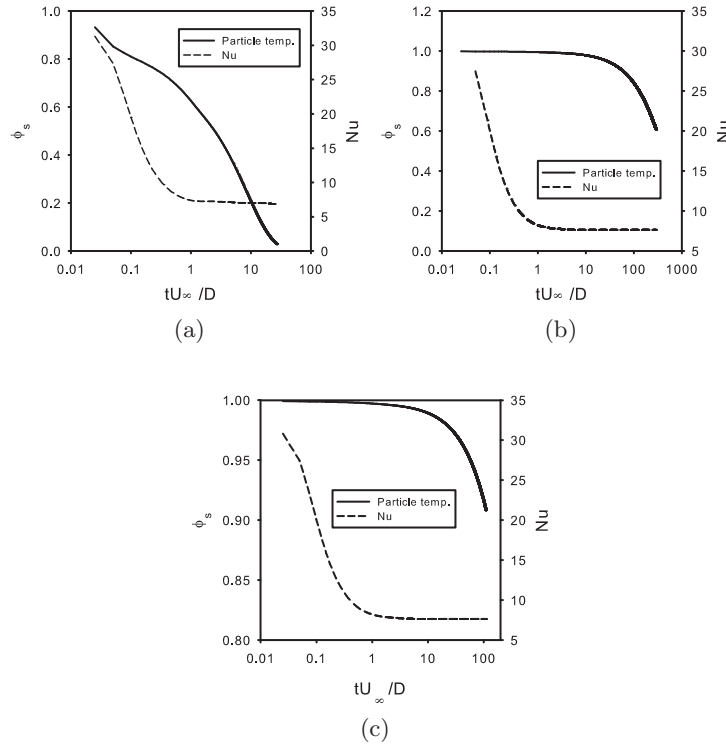 1.0
0.8
0.6
0.4
0.2
0.0
ϕs
35
30
25
20
15
10
5
0
Nu
Particle temp.
Nu
0.01 0.1 1 10 100
tU∞/D
(a)
1.2
1.0
0.8
0.6
0.4
0.2
0.0
ϕs
35
30
25
20
15
10
5
Nu
Particle temp.
Nu
0.01 0.1 1 10 100 1000
tU∞/D
(b)
1.00
0.95
0.90
0.85
0.80
ϕs
35
30
25
20
15
10
5
Nu
Particle temp.
Nu
0.01 0.1 1 10 100
tU∞/D
(c)